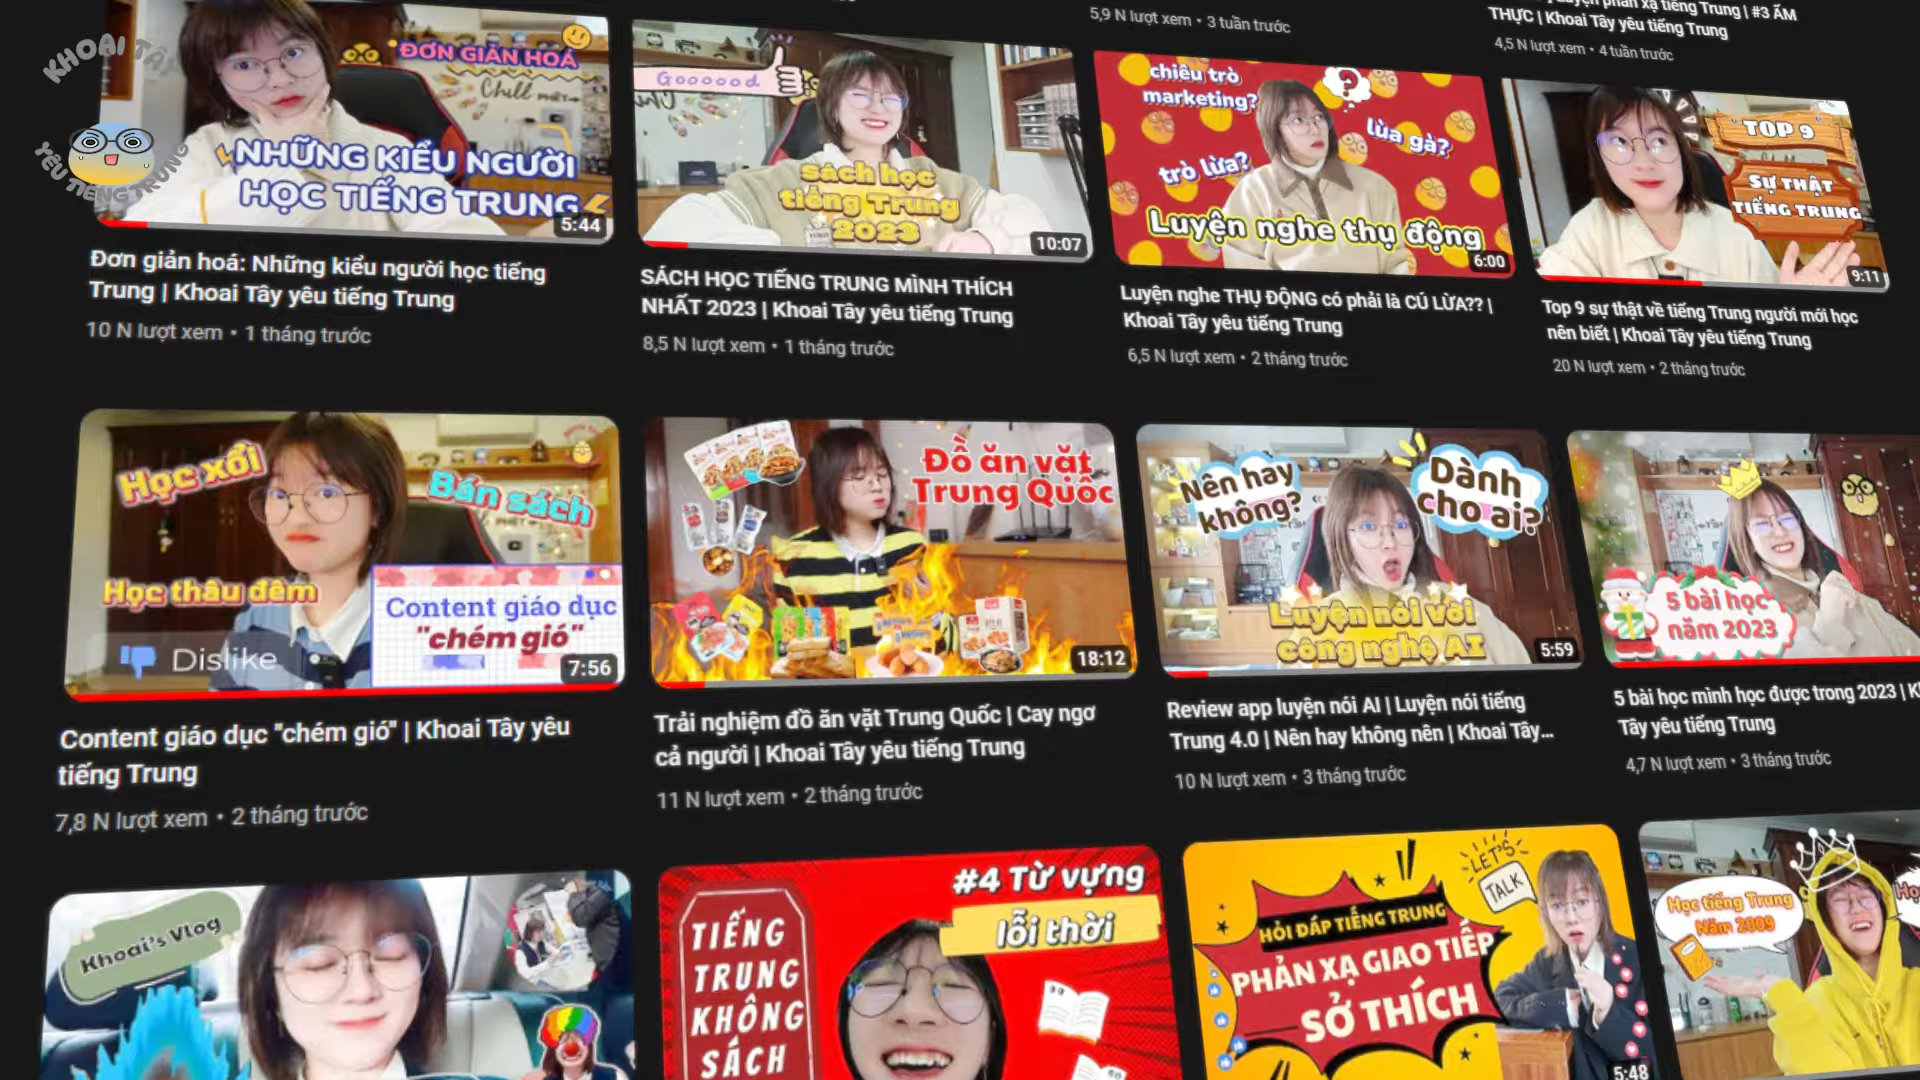 5,9 N lượt xem • 3 tuần trước
THỰC | Khoai Tây yêu tiếng Trung
4,5 N lượt xem • 4 tuần trước
KHOAI TÂY
YÊU TIẾNG TRUNG
ĐƠN GIẢN HOÁ
Chill
NHỮNG KIỂU NGƯỜI
HỌC TIẾNG TRUNG
5:44
Đơn giản hoá: Những kiểu người học tiếng
Trung | Khoai Tây yêu tiếng Trung
10 N lượt xem • 1 tháng trước
Goooood
sách học
tiếng Trung
2023
10:07
SÁCH HỌC TIẾNG TRUNG MÌNH THÍCH
NHẤT 2023 | Khoai Tây yêu tiếng Trung
8,5 N lượt xem • 1 tháng trước
chiêu trò
marketing?
?
lùa gà?
trò lừa?
Luyện nghe thụ động
6:00
Luyện nghe THỤ ĐỘNG có phải là CÚ LỪA?? |
Khoai Tây yêu tiếng Trung
6,5 N lượt xem • 2 tháng trước
TOP 9
SỰ THẬT
TIẾNG TRUNG
9:11
Top 9 sự thật về tiếng Trung người mới học
nên biết | Khoai Tây yêu tiếng Trung
20 N lượt xem • 2 tháng trước
Học xổi
Bán sách
Học thâu đêm
Content giáo dục
"chém gió"
Dislike
7:56
Content giáo dục "chém gió" | Khoai Tây yêu
tiếng Trung
7,8 N lượt xem • 2 tháng trước
Đồ ăn vặt
Trung Quốc
18:12
Trải nghiệm đồ ăn vặt Trung Quốc | Cay ngơ
cả người | Khoai Tây yêu tiếng Trung
11 N lượt xem • 2 tháng trước
Nên hay
không?
Dành
cho ai?
Luyện nói với
công nghệ AI
5:59
Review app luyện nói AI | Luyện nói tiếng
Trung 4.0 | Nên hay không nên | Khoai Tây...
10 N lượt xem • 3 tháng trước
5 bài học
năm 2023
5 bài học mình học được trong 2023 |
Tây yêu tiếng Trung
4,7 N lượt xem • 3 tháng trước
Khoai's Vlog
TIẾNG
TRUNG
KHÔNG
SÁCH
#4 Từ vựng
lỗi thời
LET'S
TALK
HỎI ĐÁP TIẾNG TRUNG
PHẢN XẠ GIAO TIẾP
SỞ THÍCH
5:48
Học tiếng Trung
Năm 2009